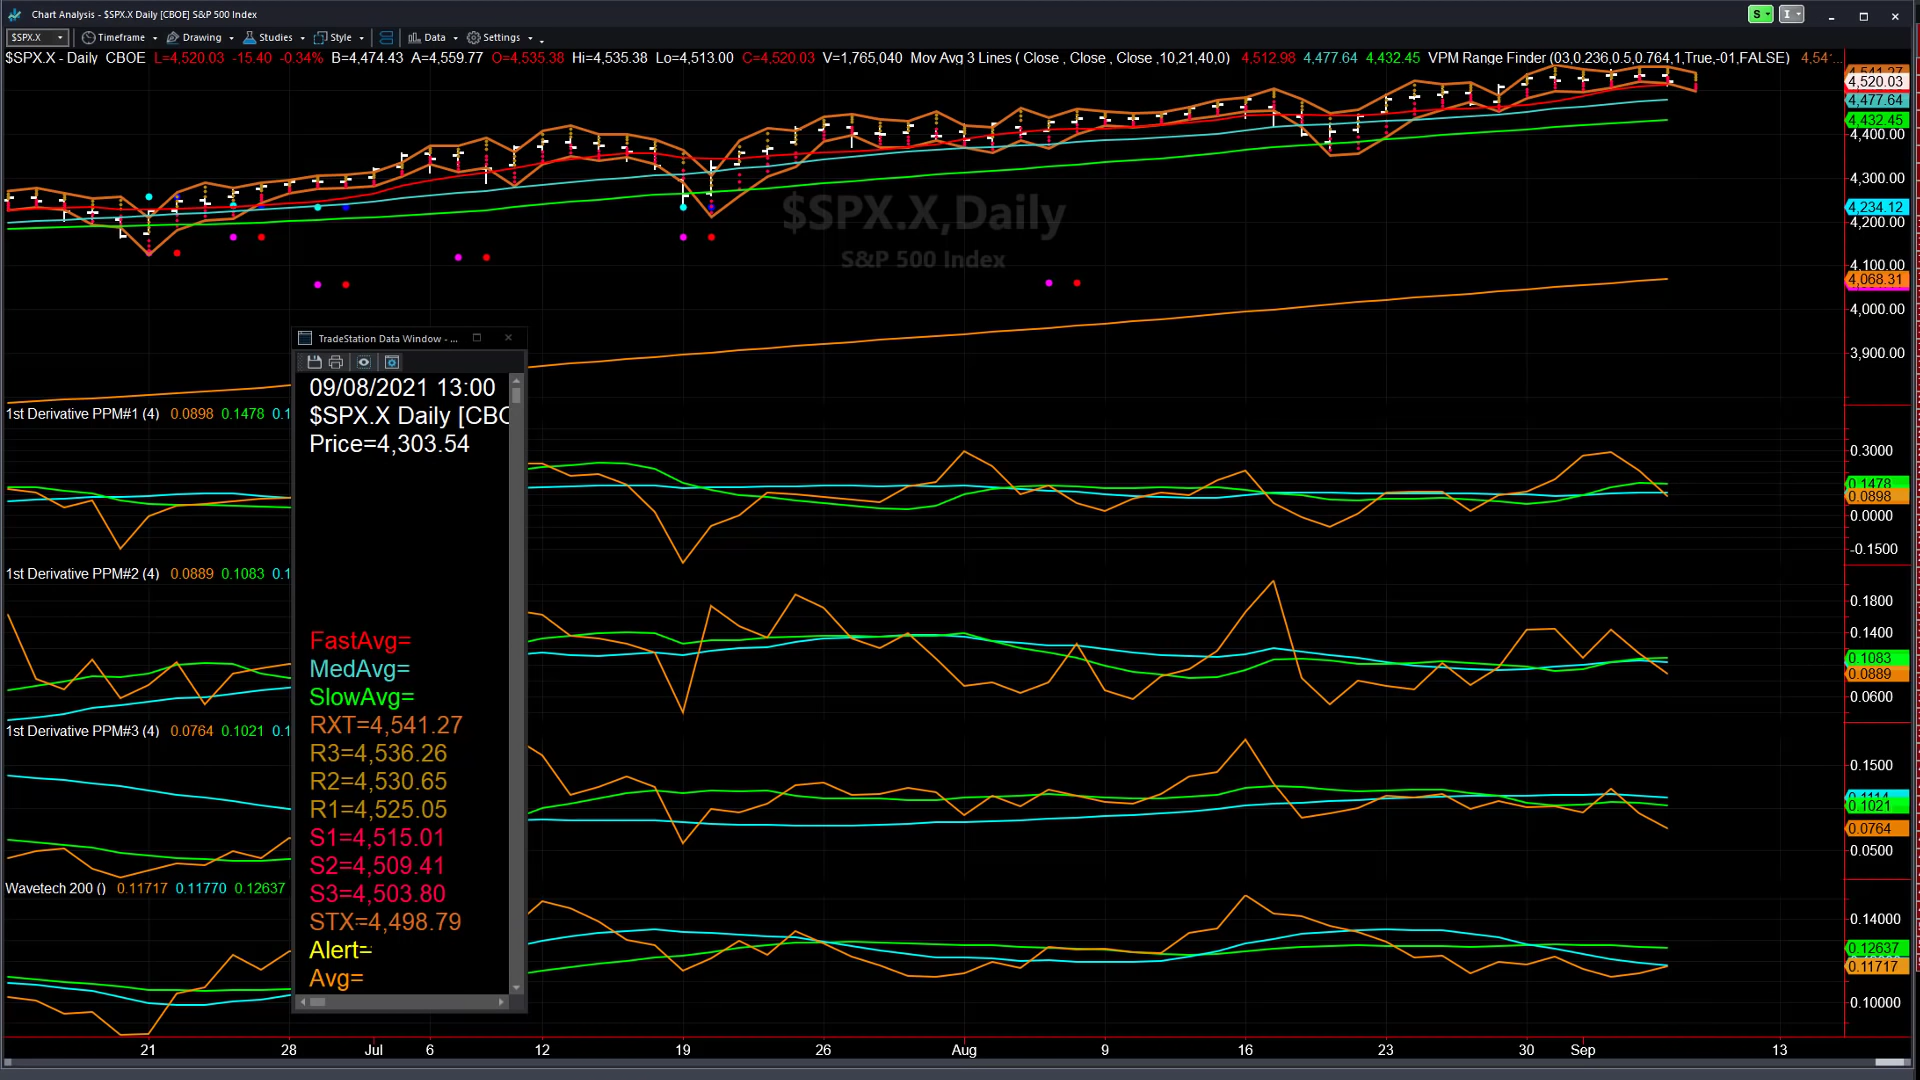 Chart Analysis - $SPX.X Daily [CBOE] S&P 500 Index
S
I
$SPX.X Timeframe Drawing Studies Style Data Settings
$SPX.X - Daily CBOE L=4,520.03 -15.40 -0.34% B=4,474.43 A=4,559.77 O=4,535.38 Hi=4,535.38 Lo=4,513.00 C=4,520.03 V=1,765,040 Mov Avg 3 Lines ( Close , Close , Close ,10,21,40,0) 4,512.98 4,477.64 4,432.45 VPM Range Finder (03,0.236,0.5,0.764,1,True,-01,FALSE) 4,54...
4,541.27
4,520.03
4,477.64
4,432.45
4,400.00
4,300.00
4,234.12
4,200.00
4,100.00
4,068.31
4,000.00
3,900.00
$SPX.X,Daily
S&P 500 Index
TradeStation Data Window - ...
09/08/2021 13:00
$SPX.X Daily [CBO
Price=4,303.54
FastAvg=
MedAvg=
SlowAvg=
RXT=4,541.27
R3=4,536.26
R2=4,530.65
R1=4,525.05
S1=4,515.01
S2=4,509.41
S3=4,503.80
STX=4,498.79
Alert=
Avg=
1st Derivative PPM#1 (4) 0.0898 0.1478 0.1
0.3000
0.1478
0.0898
0.0000
-0.1500
1st Derivative PPM#2 (4) 0.0889 0.1083 0.1
0.1800
0.1400
0.1083
0.0889
0.0600
1st Derivative PPM#3 (4) 0.0764 0.1021 0.1
0.1500
0.1114
0.1021
0.0764
0.0500
Wavetech 200 () 0.11717 0.11770 0.12637
0.14000
0.12637
0.11717
0.10000
21 28 Jul 6 12 19 26 Aug 9 16 23 30 Sep 13